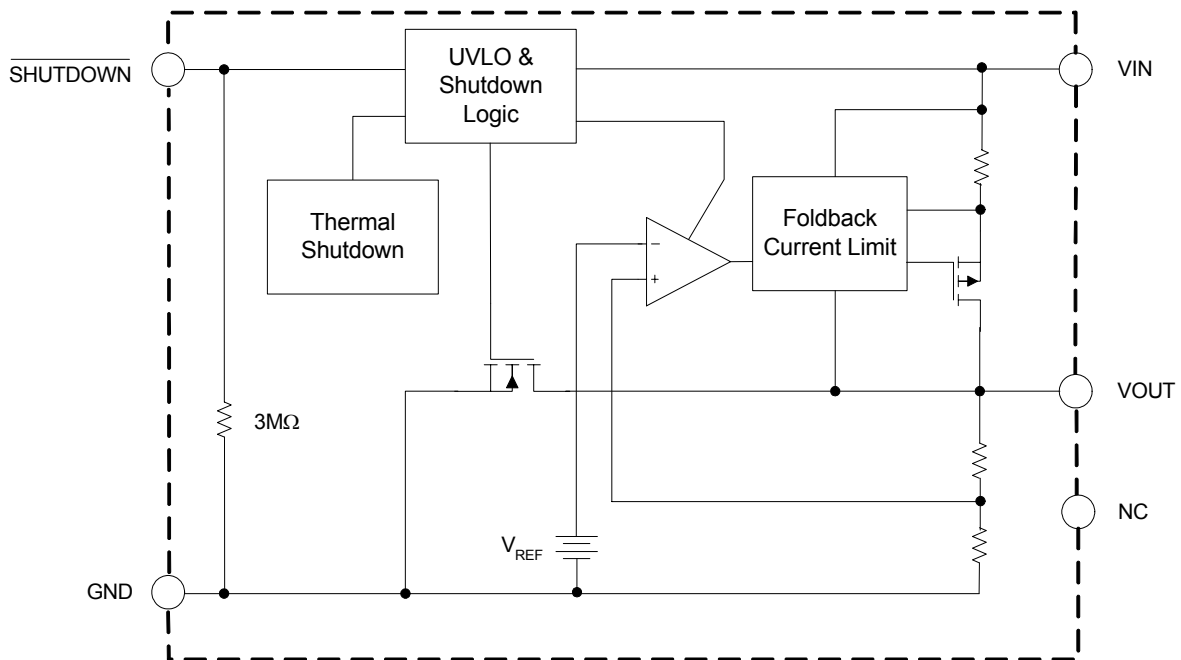 SHUTDOWN
UVLO &
Shutdown
Logic
VIN
Thermal
Shutdown
Foldback
Current Limit
−
+
VOUT
3MΩ
NC
VREF
GND